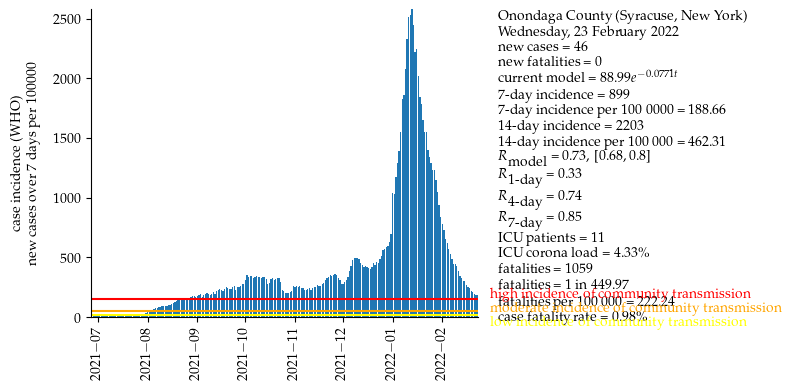 case incidence (WHO)
new cases over 7 days per 100000
2500
2000
1500
1000
500
0
2021−07
2021−08
2021−09
2021−10
2021−11
2021−12
2022−01
2022−02
Onondaga County (Syracuse, New York)
Wednesday, 23 February 2022
new cases = 46
new fatalities = 0
current model = 88.99e^{−0.0771t}
7-day incidence = 899
7-day incidence per 100 0000 = 188.66
14-day incidence = 2203
14-day incidence per 100 000 = 462.31
R_model = 0.73, [0.68, 0.8]
R_1-day = 0.33
R_4-day = 0.74
R_7-day = 0.85
ICU patients = 11
ICU corona load = 4.33%
fatalities = 1059
fatalities = 1 in 449.97
high incidence of community transmission
fatalities per 100 000 = 222.24
moderate incidence of community transmission
case fatality rate = 0.98%
low incidence of community transmission